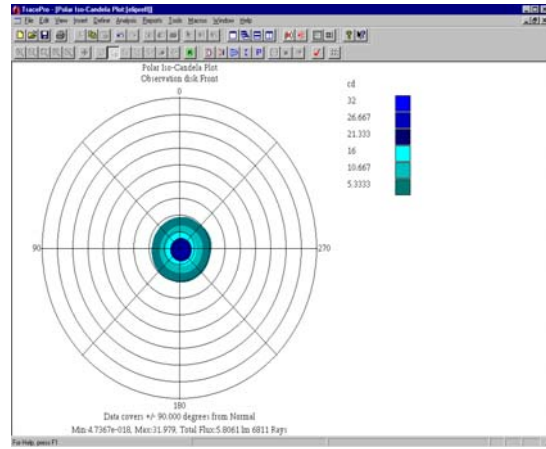 TracePro - [Polar Iso-Candela Plot:[eliprefl]]
File Edit View Insert Define Analysis Reports Tools Macros Window Help
Polar Iso-Candela Plot
Observation disk Front
0
cd
32
26.667
21.333
16
10.667
5.3333
90
270
180
Data covers +/- 90.000 degrees from Normal
Min:4.7367e-018, Max:31.979, Total Flux:5.8061 lm 6811 Rays
For Help, press F1